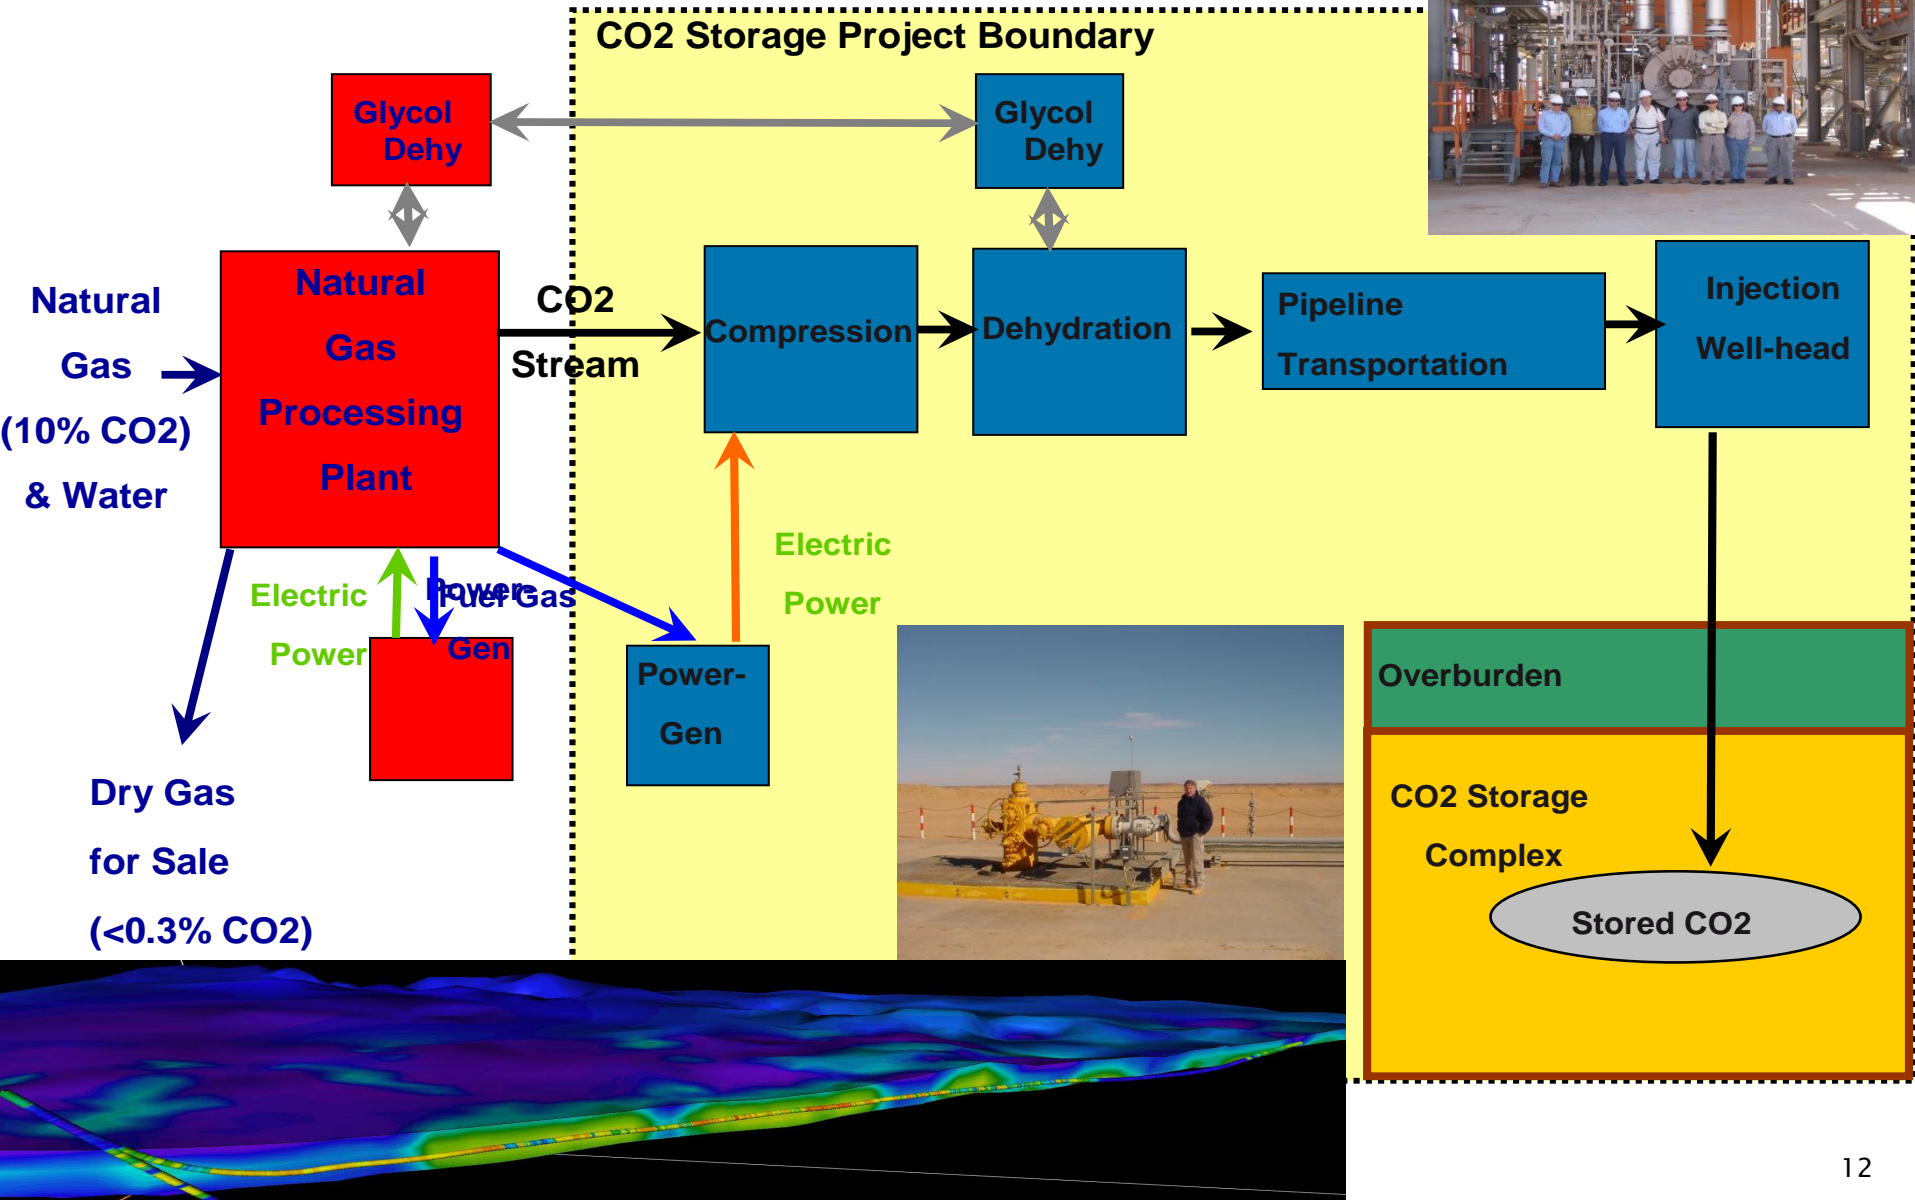 CO2 Storage Project Boundary
Glycol
Dehy
Glycol
Dehy
Natural
Gas
(10% CO2)
& Water
Natural
Gas
Processing
Plant
CO2
Stream
Compression
Dehydration
Pipeline
Transportation
Injection
Well-head
Electric
Power
Power-
Gen
Fuel Gas
Electric
Power
Power-
Gen
Dry Gas
for Sale
(<0.3% CO2)
Overburden
CO2 Storage
Complex
Stored CO2
12